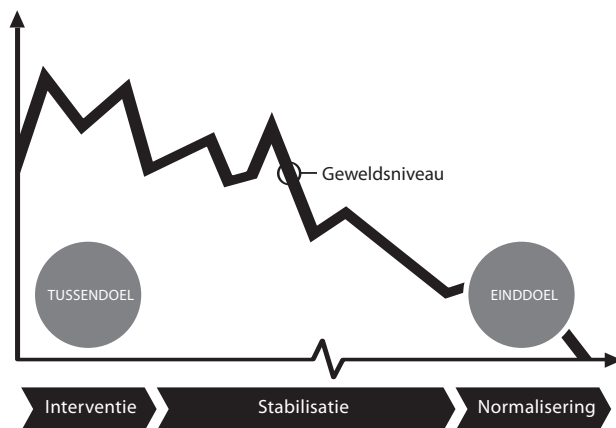 Geweldsniveau
TUSSENDOEL
EINDDOEL
Interventie
Stabilisatie
Normalisering